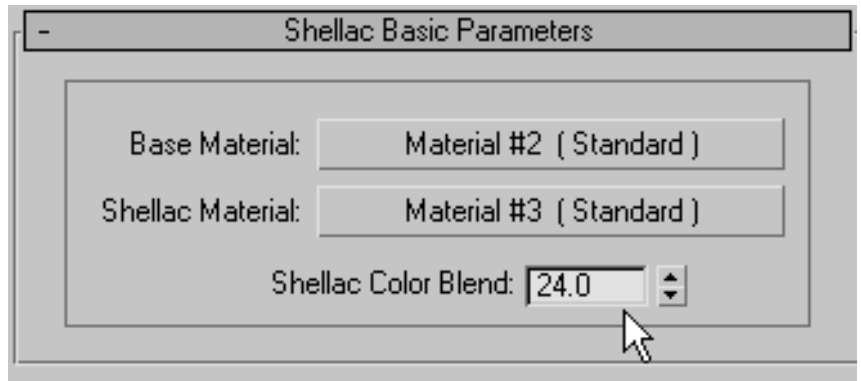 - Shellac Basic Parameters
Base Material: Material #2 ( Standard )
Shellac Material: Material #3 ( Standard )
Shellac Color Blend: 24.0